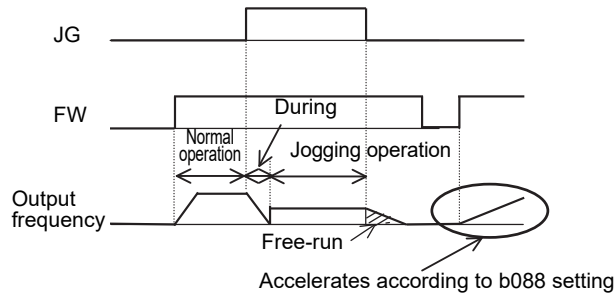 JG
FW
During
Normal
operation
Jogging operation
Output
frequency
Free-run
Accelerates according to b088 setting